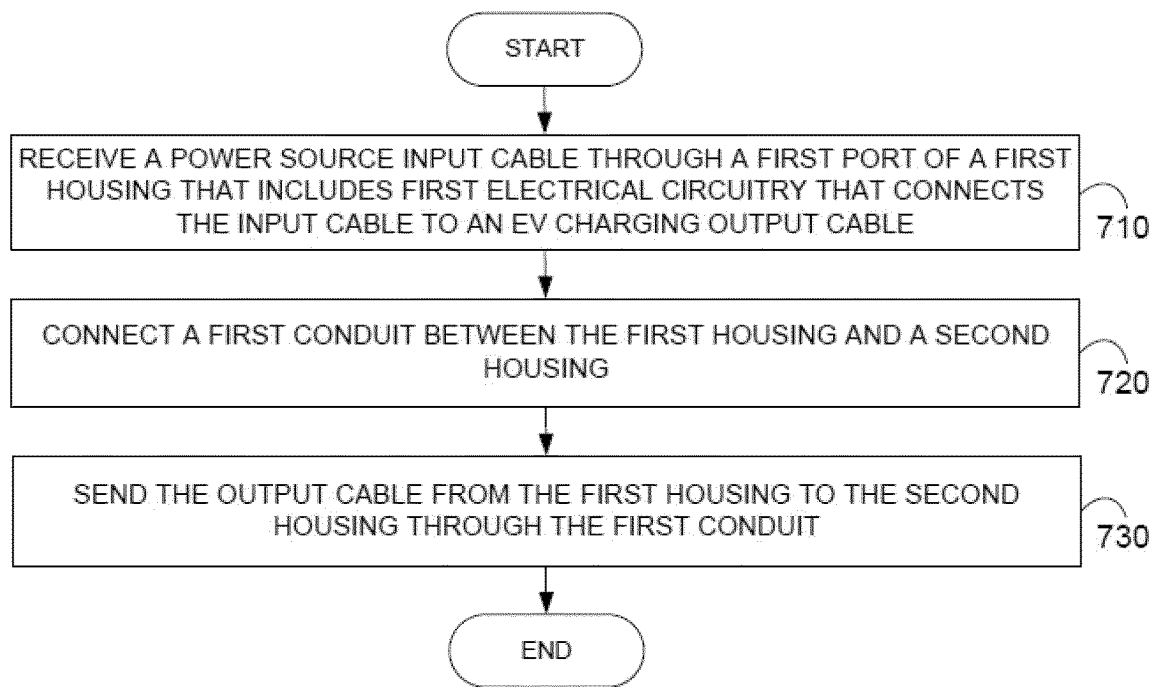 START
RECEIVE A POWER SOURCE INPUT CABLE THROUGH A FIRST PORT OF A FIRST
HOUSING THAT INCLUDES FIRST ELECTRICAL CIRCUITRY THAT CONNECTS
THE INPUT CABLE TO AN EV CHARGING OUTPUT CABLE
710
CONNECT A FIRST CONDUIT BETWEEN THE FIRST HOUSING AND A SECOND
HOUSING
720
SEND THE OUTPUT CABLE FROM THE FIRST HOUSING TO THE SECOND
HOUSING THROUGH THE FIRST CONDUIT
730
END